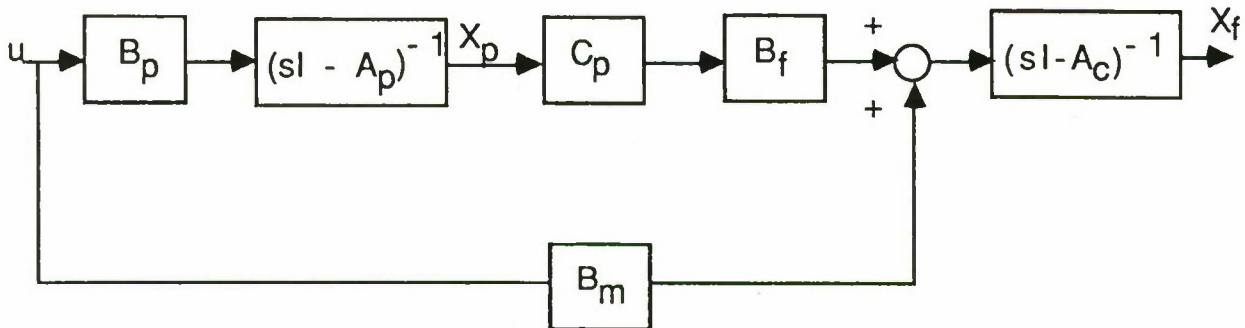 u
B_p
(sI - A_p)^-1
X_p
C_p
B_f
+
+
(sI-A_c)^-1
X_f
B_m